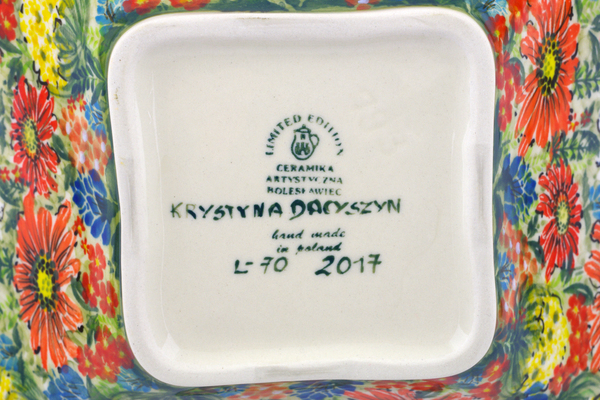 LIMITED EDITION
CERAMIKA
ARTYSTYCZNA
BOLESŁAWIEC
KRYSTYNA DACYSZYN
hand made
in poland
L-70 2017